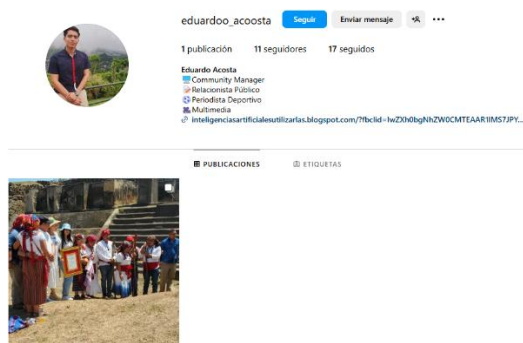 eduardoo_acoosta Seguir Enviar mensaje
1 publicación 11 seguidores 17 seguidos
Eduardo Acosta
Community Manager
Relacionista Público
Periodista Deportivo
Multimedia
inteligenciasartificialesutilizarlas.blogspot.com/?fbclid=IwZXh0bgNhZW0CMTEAAR1IMS7JPY...
PUBLICACIONES ETIQUETAS